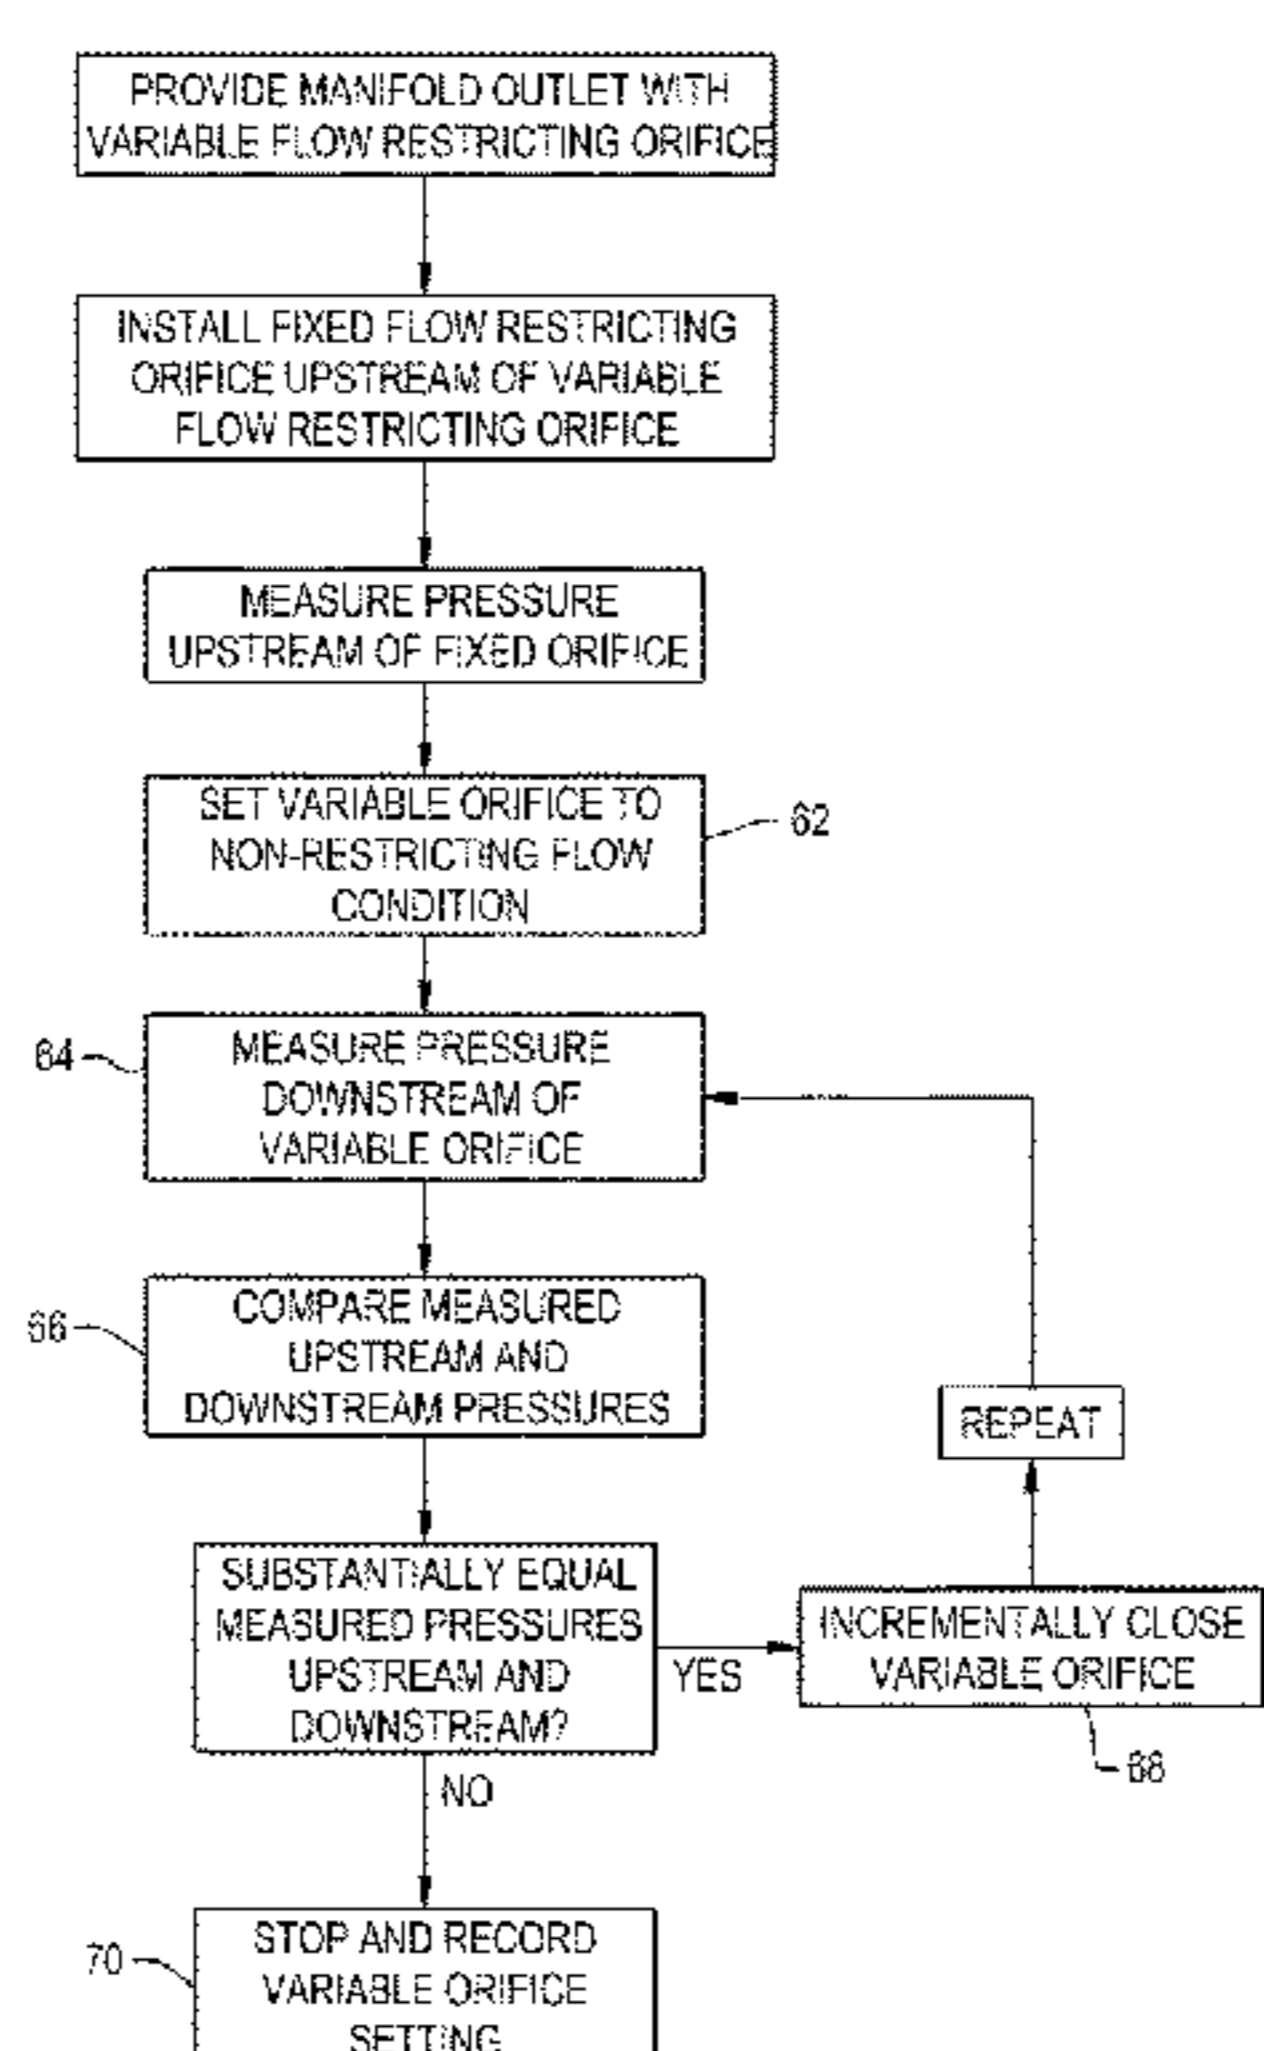 PROVIDE MANIFOLD OUTLET WITH
VARIABLE FLOW RESTRICTING ORIFICE
INSTALL FIXED FLOW RESTRICTING
ORIFICE UPSTREAM OF VARIABLE
FLOW RESTRICTING ORIFICE
MEASURE PRESSURE
UPSTREAM OF FIXED ORIFICE
SET VARIABLE ORIFICE TO
NON-RESTRICTING FLOW
CONDITION
62
64
MEASURE PRESSURE
DOWNSTREAM OF
VARIABLE ORIFICE
66
COMPARE MEASURED
UPSTREAM AND
DOWNSTREAM PRESSURES
REPEAT
SUBSTANTIALLY EQUAL
MEASURED PRESSURES
UPSTREAM AND
DOWNSTREAM?
YES
INCREMENTALLY CLOSE
VARIABLE ORIFICE
68
NO
70
STOP AND RECORD
VARIABLE ORIFICE
SETTING